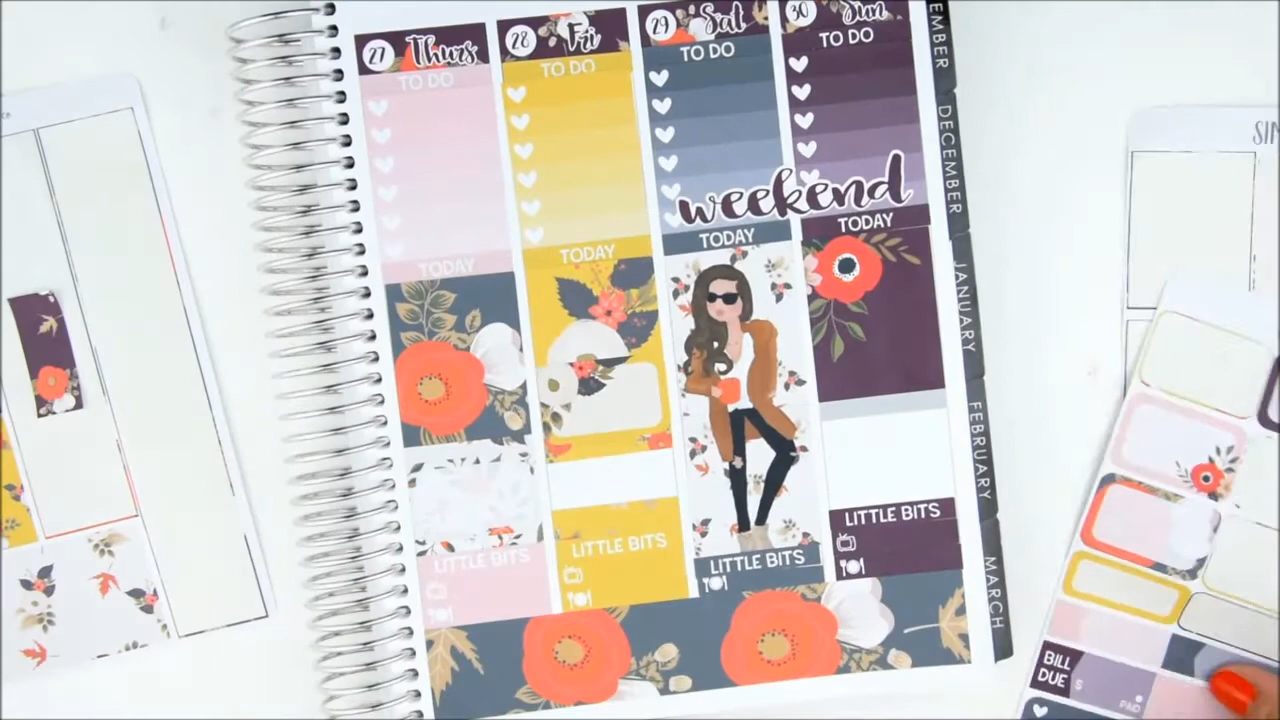 27 Thurs
28 Fri
29 Sat
30 Sun
TO DO
TO DO
TO DO
TO DO
weekend
TODAY
TODAY
TODAY
TODAY
LITTLE BITS
LITTLE BITS
LITTLE BITS
LITTLE BITS
EMBER
DECEMBER
JANUARY
FEBRUARY
MARCH
SIM
BILL
DUE
$
PAID